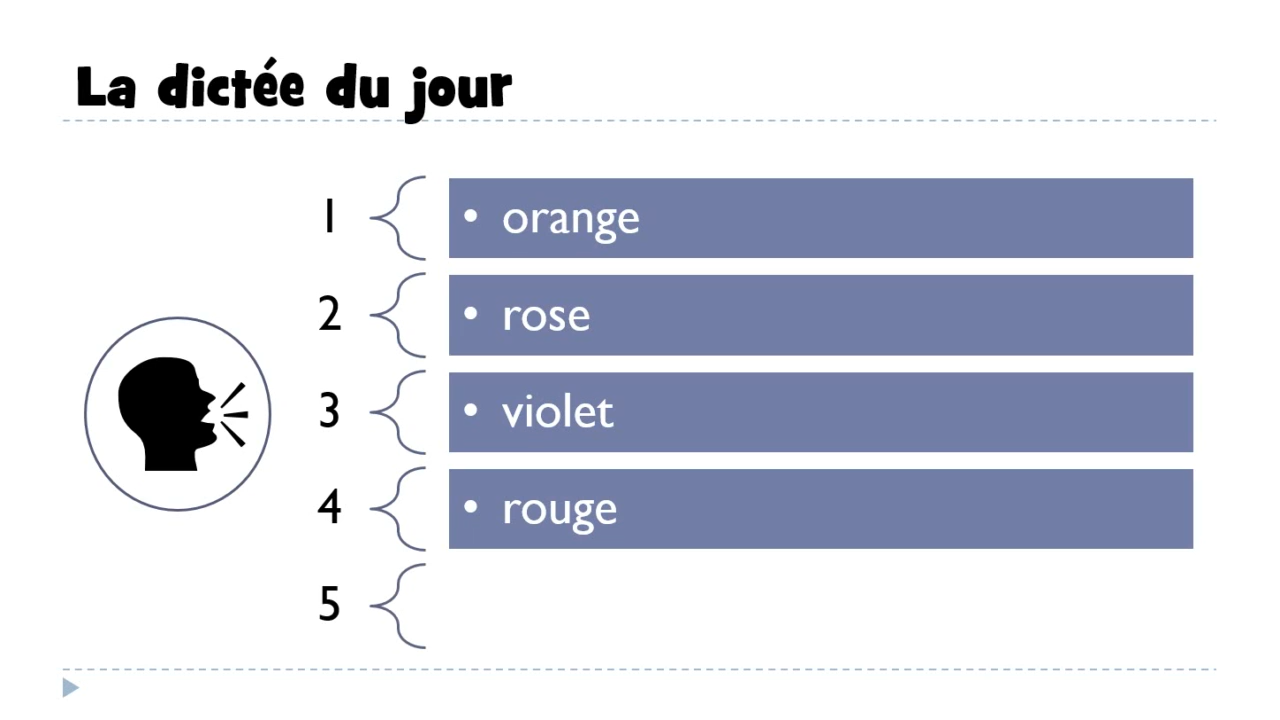 La dictée du jour
1 • orange
2 • rose
3 • violet
4 • rouge
5